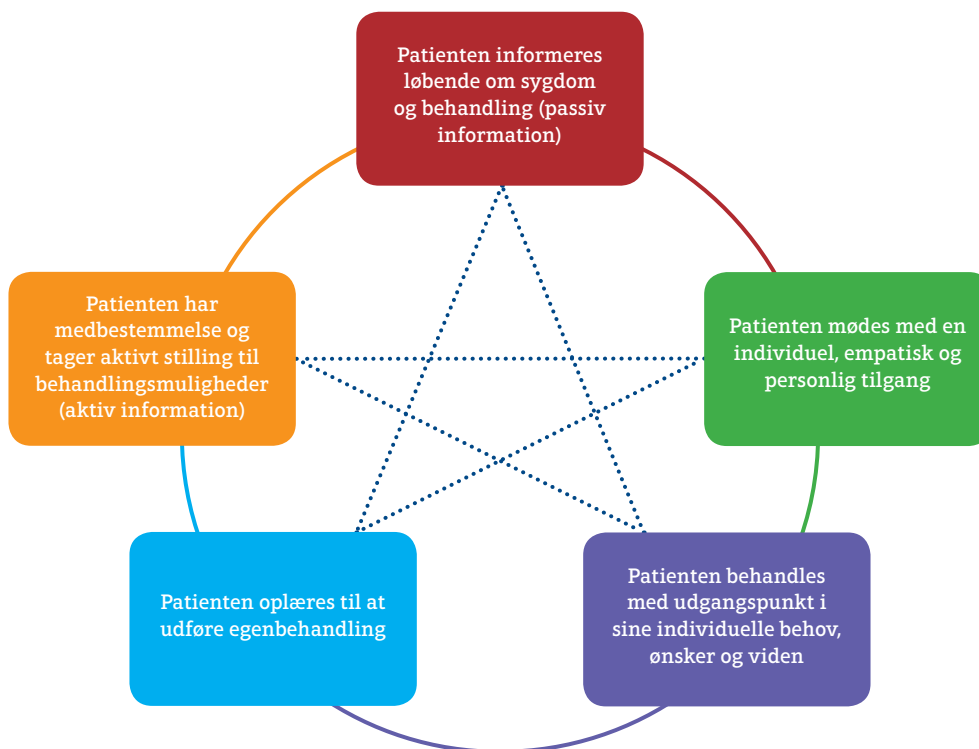 Patienten informeres
løbende om sygdom
og behandling (passiv
information)
Patienten har
medbestemmelse og
tager aktivt stilling til
behandlingsmuligheder
(aktiv information)
Patienten mødes med en
individuel, empatisk og
personlig tilgang
Patienten oplæres til at
udføre egenbehandling
Patienten behandles
med udgangspunkt i
sine individuelle behov,
ønsker og viden